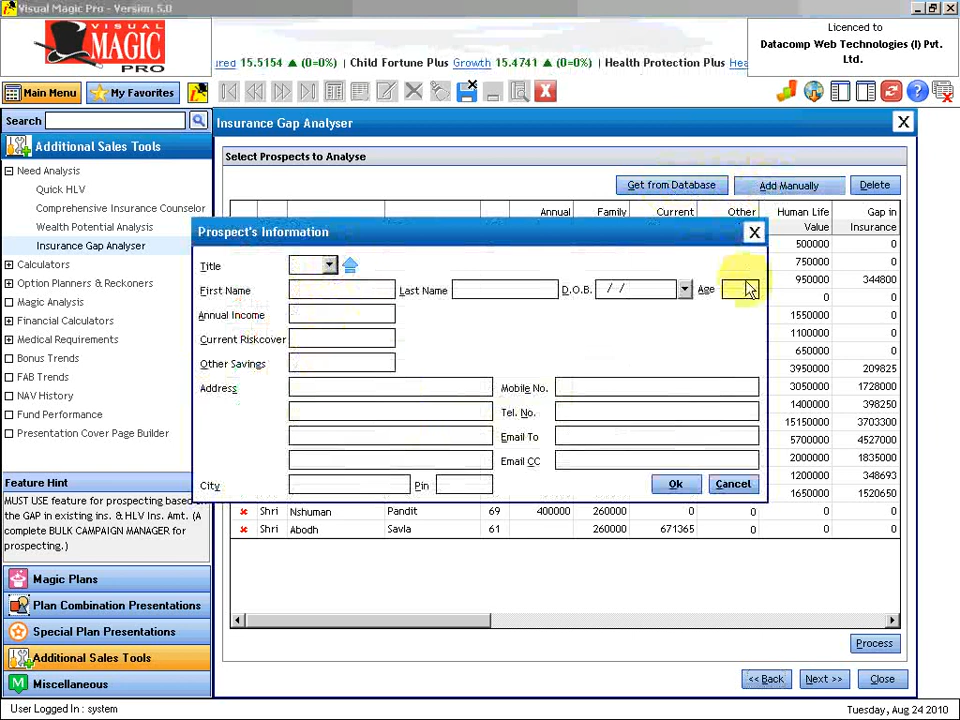 Visual Magic Pro - Version 5.0
VISUAL
MAGIC
PRO
ured 15.5154 ▲ (0=0%) | Child Fortune Plus Growth 15.4741 ▲ (0=0%) | Health Protection Plus Hea
Licenced to
Datacomp Web Technologies (I) Pvt.
Ltd.
Main Menu
My Favorites
Search
Additional Sales Tools
Need Analysis
Quick HLV
Comprehensive Insurance Counselor
Wealth Potential Analysis
Insurance Gap Analyser
Calculators
Option Planners & Reckoners
Magic Analysis
Financial Calculators
Medical Requirements
Bonus Trends
FAB Trends
NAV History
Fund Performance
Presentation Cover Page Builder
Feature Hint
MUST USE feature for prospecting based on
the GAP in existing ins. & HLV Ins. Amt. (A
complete BULK CAMPAIGN MANAGER for
prospecting.)
Magic Plans
Plan Combination Presentations
Special Plan Presentations
Additional Sales Tools
Miscellaneous
Insurance Gap Analyser X
Select Prospects to Analyse
Get from Database Add Manually Delete
Annual Family Current Other Human Life Gap in
Value Insurance
500000 0
750000 0
950000 344800
0 0
1550000 0
1100000 0
650000 0
3950000 209825
3050000 1728000
1400000 398250
15150000 3703300
5700000 4527000
2000000 1835000
1200000 348693
1650000 1520650
Prospect's Information X
Title
First Name Last Name D.O.B. / / Age
Annual Income
Current Riskcover
Other Savings
Address Mobile No.
Tel. No.
Email To
Email CC
City Pin Ok Cancel
Shri Nshuman Pandit 69 400000 260000 0 0 0 0
Shri Abodh Savla 61 260000 671365 0 0 0
Process
<< Back Next >> Close
User Logged In : system
Tuesday, Aug 24 2010